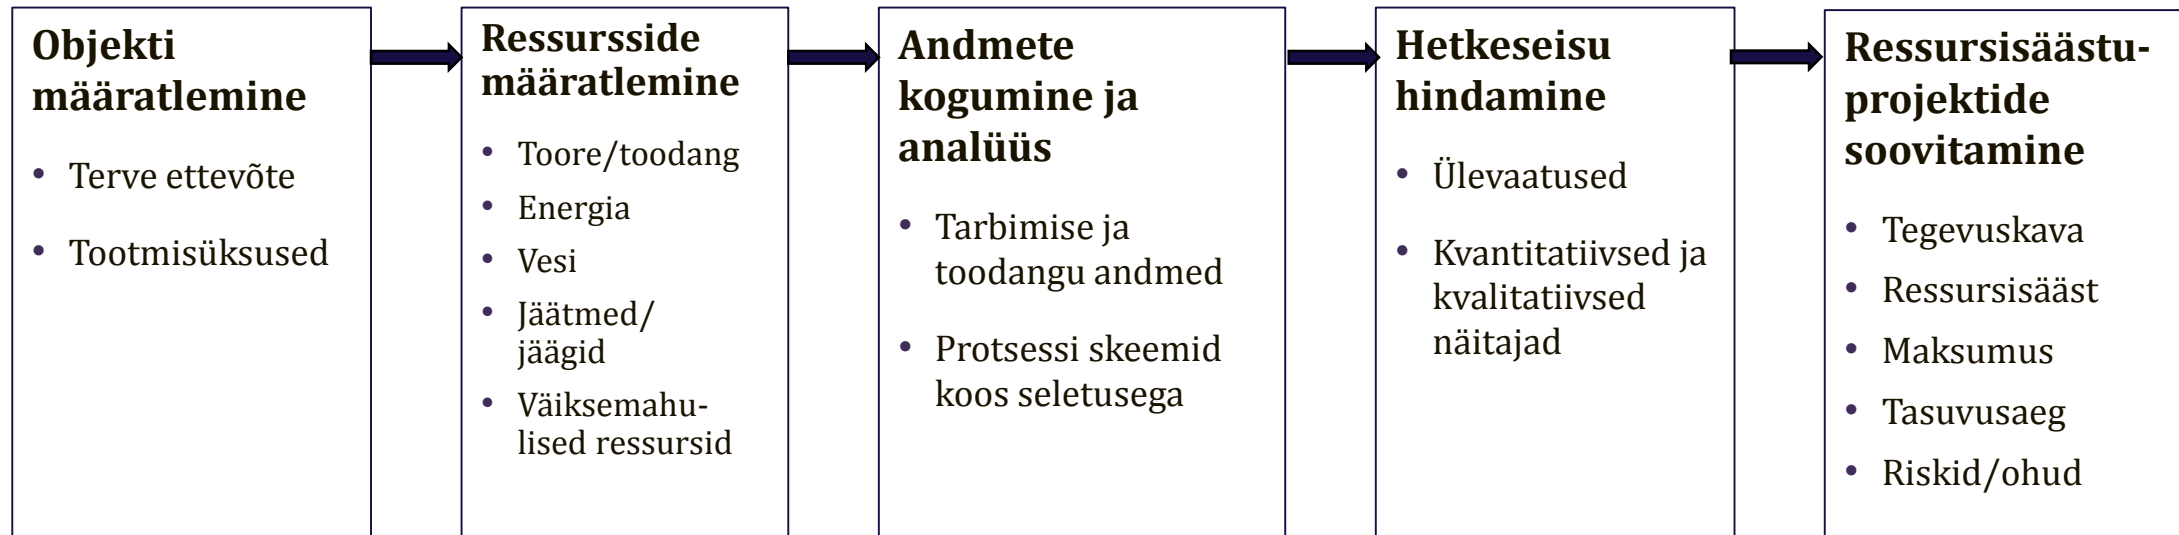 Objekti
määratlemine
• Terve ettevõte
• Tootmisüksused
Ressursside
määratlemine
• Toore/toodang
• Energia
• Vesi
• Jäätmed/
jäägid
• Väiksemahu-
lised ressursid
Andmete
kogumine ja
analüüs
• Tarbimise ja
toodangu andmed
• Protsessi skeemid
koos seletusega
Hetkeseisu
hindamine
• Ülevaatused
• Kvantitatiivsed ja
kvalitatiivsed
näitajad
Ressursisäästu-
projektide
soovitamine
• Tegevuskava
• Ressursisääst
• Maksumus
• Tasuvusaeg
• Riskid/ohud